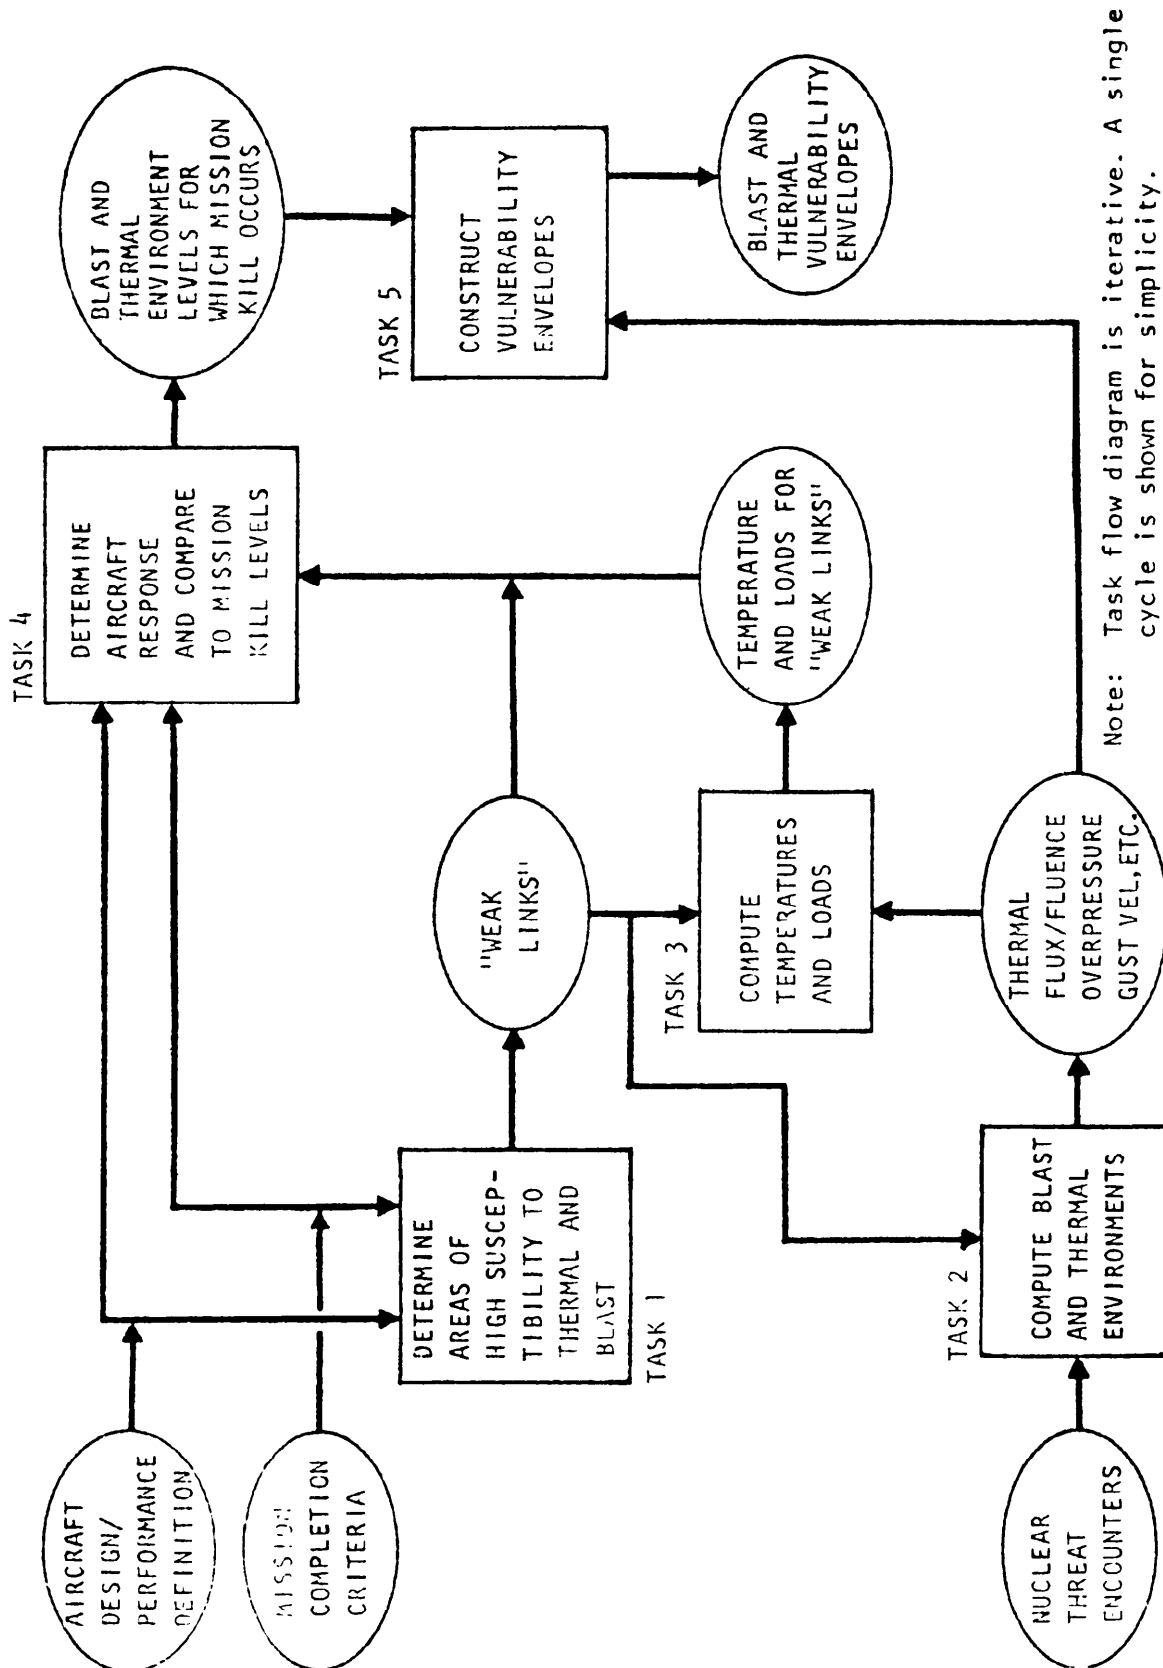 AIRCRAFT
DESIGN/
PERFORMANCE
DEFINITION
MISSION
COMPLETION
CRITERIA
NUCLEAR
THREAT
ENCOUNTERS
DETERMINE
AREAS OF
HIGH SUSCEP-
TIBILITY TO
THERMAL AND
BLAST
TASK 1
TASK 2
COMPUTE BLAST
AND THERMAL
ENVIRONMENTS
"WEAK
LINKS"
TASK 3
COMPUTE
TEMPERATURES
AND LOADS
THERMAL
FLUX/FLUENCE
OVERPRESSURE
GUST VEL,ETC.
TASK 4
DETERMINE
AIRCRAFT
RESPONSE
AND COMPARE
TO MISSION
KILL LEVELS
TEMPERATURE
AND LOADS FOR
"WEAK LINKS"
BLAST AND
THERMAL
ENVIRONMENT
LEVELS FOR
WHICH MISSION
KILL OCCURS
TASK 5
CONSTRUCT
VULNERABILITY
ENVELOPES
BLAST AND
THERMAL
VULNERABILITY
ENVELOPES
Note: Task flow diagram is iterative. A single
cycle is shown for simplicity.